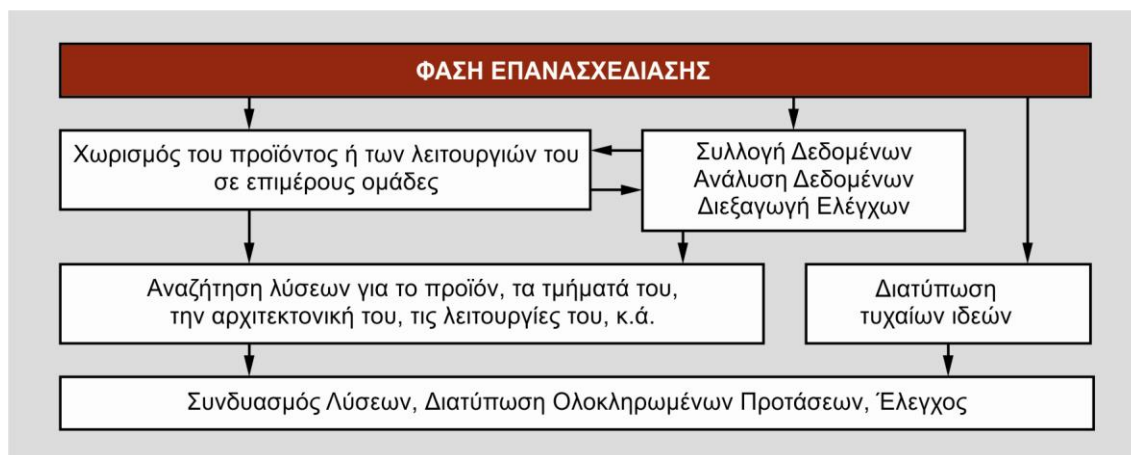 ΦΑΣΗ ΕΠΑΝΑΣΧΕΔΙΑΣΗΣ
Χωρισμός του προϊόντος ή των λειτουργιών του
σε επιμέρους ομάδες
Συλλογή Δεδομένων
Ανάλυση Δεδομένων
Διεξαγωγή Ελέγχων
Αναζήτηση λύσεων για το προϊόν, τα τμήματά του,
την αρχιτεκτονική του, τις λειτουργίες του, κ.ά.
Διατύπωση
τυχαίων ιδεών
Συνδυασμός Λύσεων, Διατύπωση Ολοκληρωμένων Προτάσεων, Έλεγχος